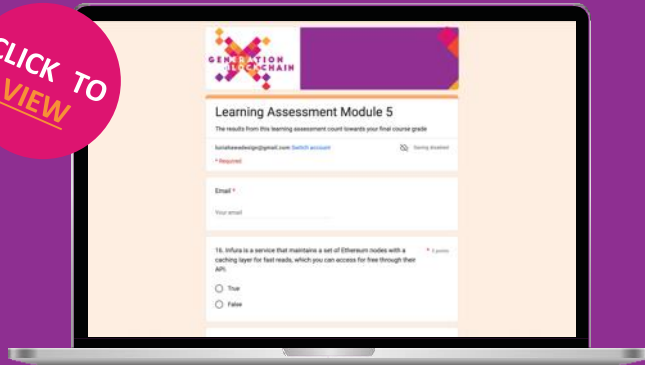 CLICK TO
VIEW
GENERATION
BLOCKCHAIN
Learning Assessment Module 5
The results from this learning assessment count towards your final course grade
Switch account
Saving disabled
* Required
Email *
Your email
16. Infura is a service that maintains a set of Ethereum nodes with a
caching layer for fast reads, which you can access for free through their
API.
*
points
True
False